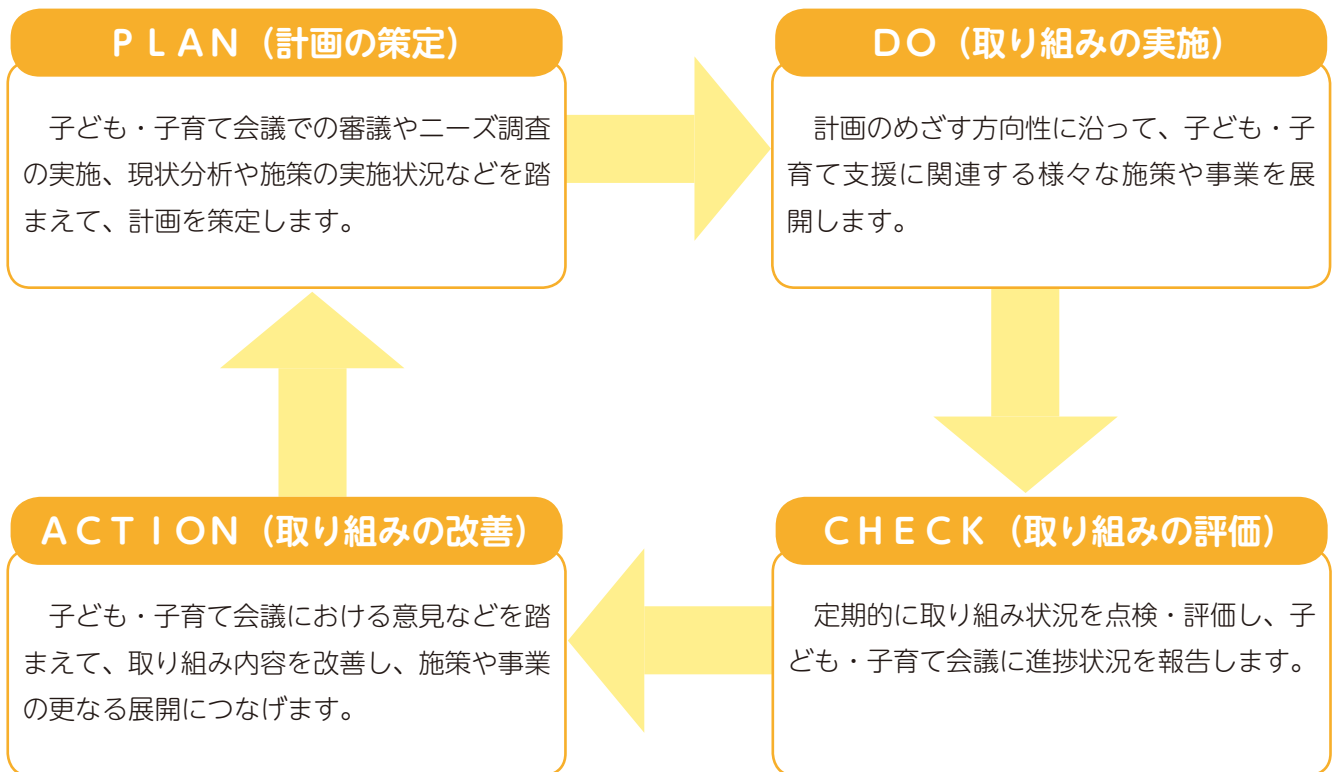 ＰＬＡＮ（計画の策定）
子ども・子育て会議での審議やニーズ調査
の実施、現状分析や施策の実施状況などを踏
まえて、計画を策定します。
ＤＯ（取り組みの実施）
計画のめざす方向性に沿って、子ども・子
育て支援に関連する様々な施策や事業を展
開します。
ＡＣＴＩＯＮ（取り組みの改善）
子ども・子育て会議における意見などを踏
まえて、取り組み内容を改善し、施策や事業
の更なる展開につなげます。
ＣＨＥＣＫ（取り組みの評価）
定期的に取り組み状況を点検・評価し、子
ども・子育て会議に進捗状況を報告します。